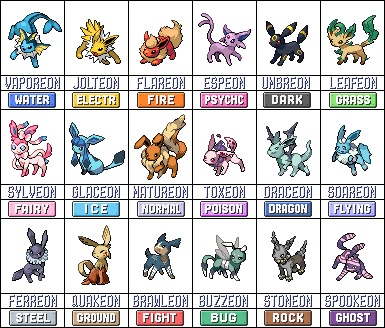 VAPOREON JOLTEON FLAREON ESPEON UMBREON LEAFEON
WATER ELECTR FIRE PSYCHC DARK GRASS
SYLVEON GLACEON MATUREON TOXEON DRACEON SOAREON
FAIRY ICE NORMAL POISON DRAGON FLYING
FERREON QUAKEON BRAWLEON BUZZEON STONEON SPOOKEON
STEEL GROUND FIGHT BUG ROCK GHOST